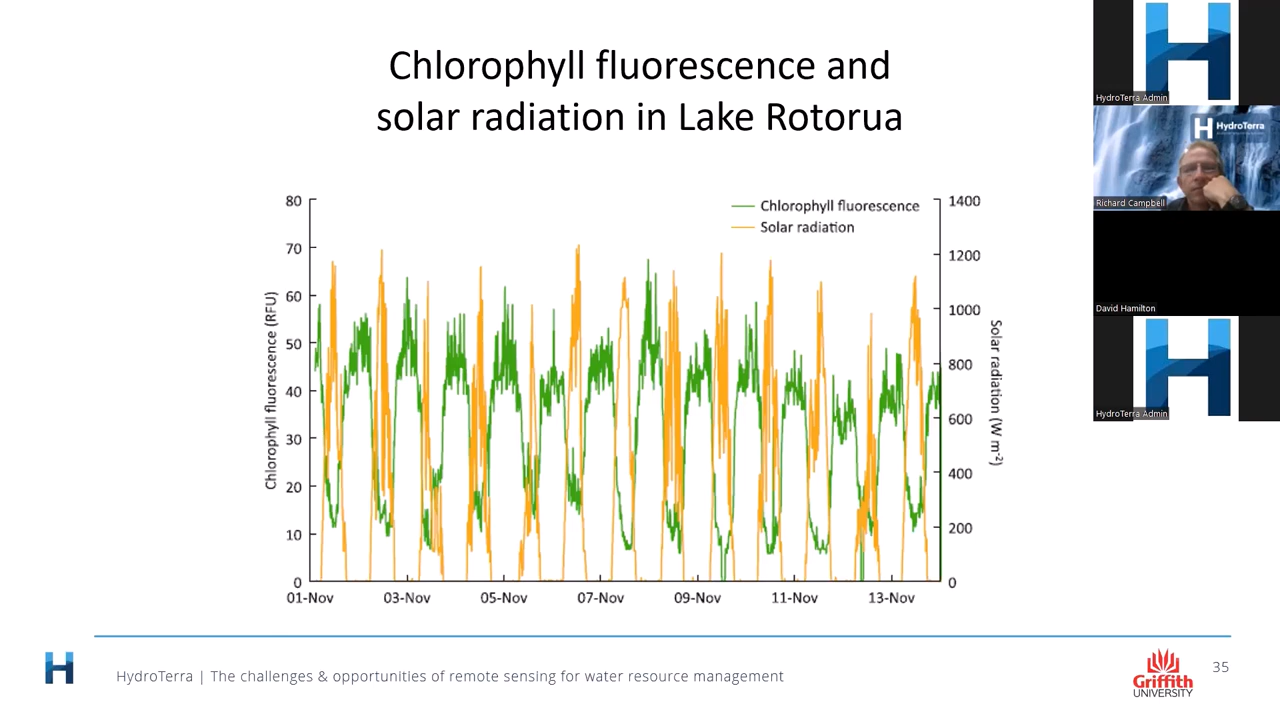 Chlorophyll fluorescence and
solar radiation in Lake Rotorua
Chlorophyll fluorescence
Solar radiation
80
70
60
50
40
30
20
10
0
Chlorophyll fluorescence (RFU)
1400
1200
1000
800
600
400
200
0
Solar radiation (W m⁻²)
01-Nov 03-Nov 05-Nov 07-Nov 09-Nov 11-Nov 13-Nov
HydroTerra | The challenges & opportunities of remote sensing for water resource management
Griffith
UNIVERSITY
35
HydroTerra Admin
HydroTerra
Richard Campbell
David Hamilton
HydroTerra Admin